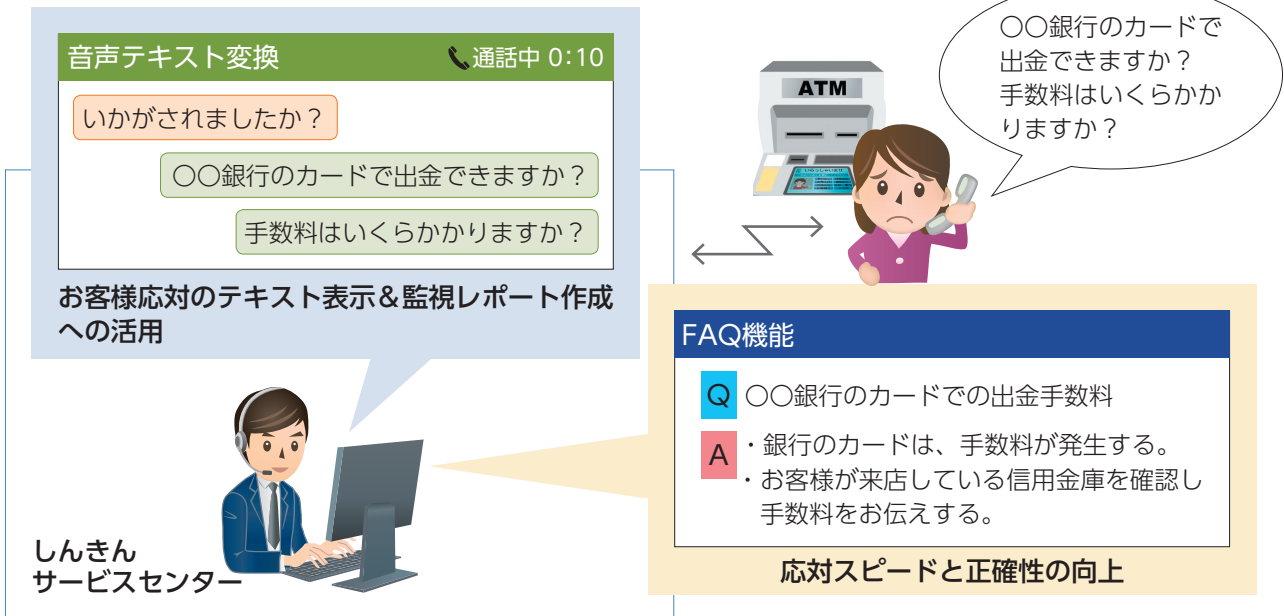 音声テキスト変換 通話中 0：10
いかがされましたか？
〇〇銀行のカードで出金できますか？
手数料はいくらかかりますか？
お客様応対のテキスト表示＆監視レポート作成
への活用
ATM
いらっしゃいませ
〇〇銀行のカードで
出金できますか？
手数料はいくらかか
りますか？
FAQ機能
Q 〇〇銀行のカードでの出金手数料
A ・銀行のカードは、手数料が発生する。
・お客様が来店している信用金庫を確認し
手数料をお伝えする。
応対スピードと正確性の向上
しんきん
サービスセンター